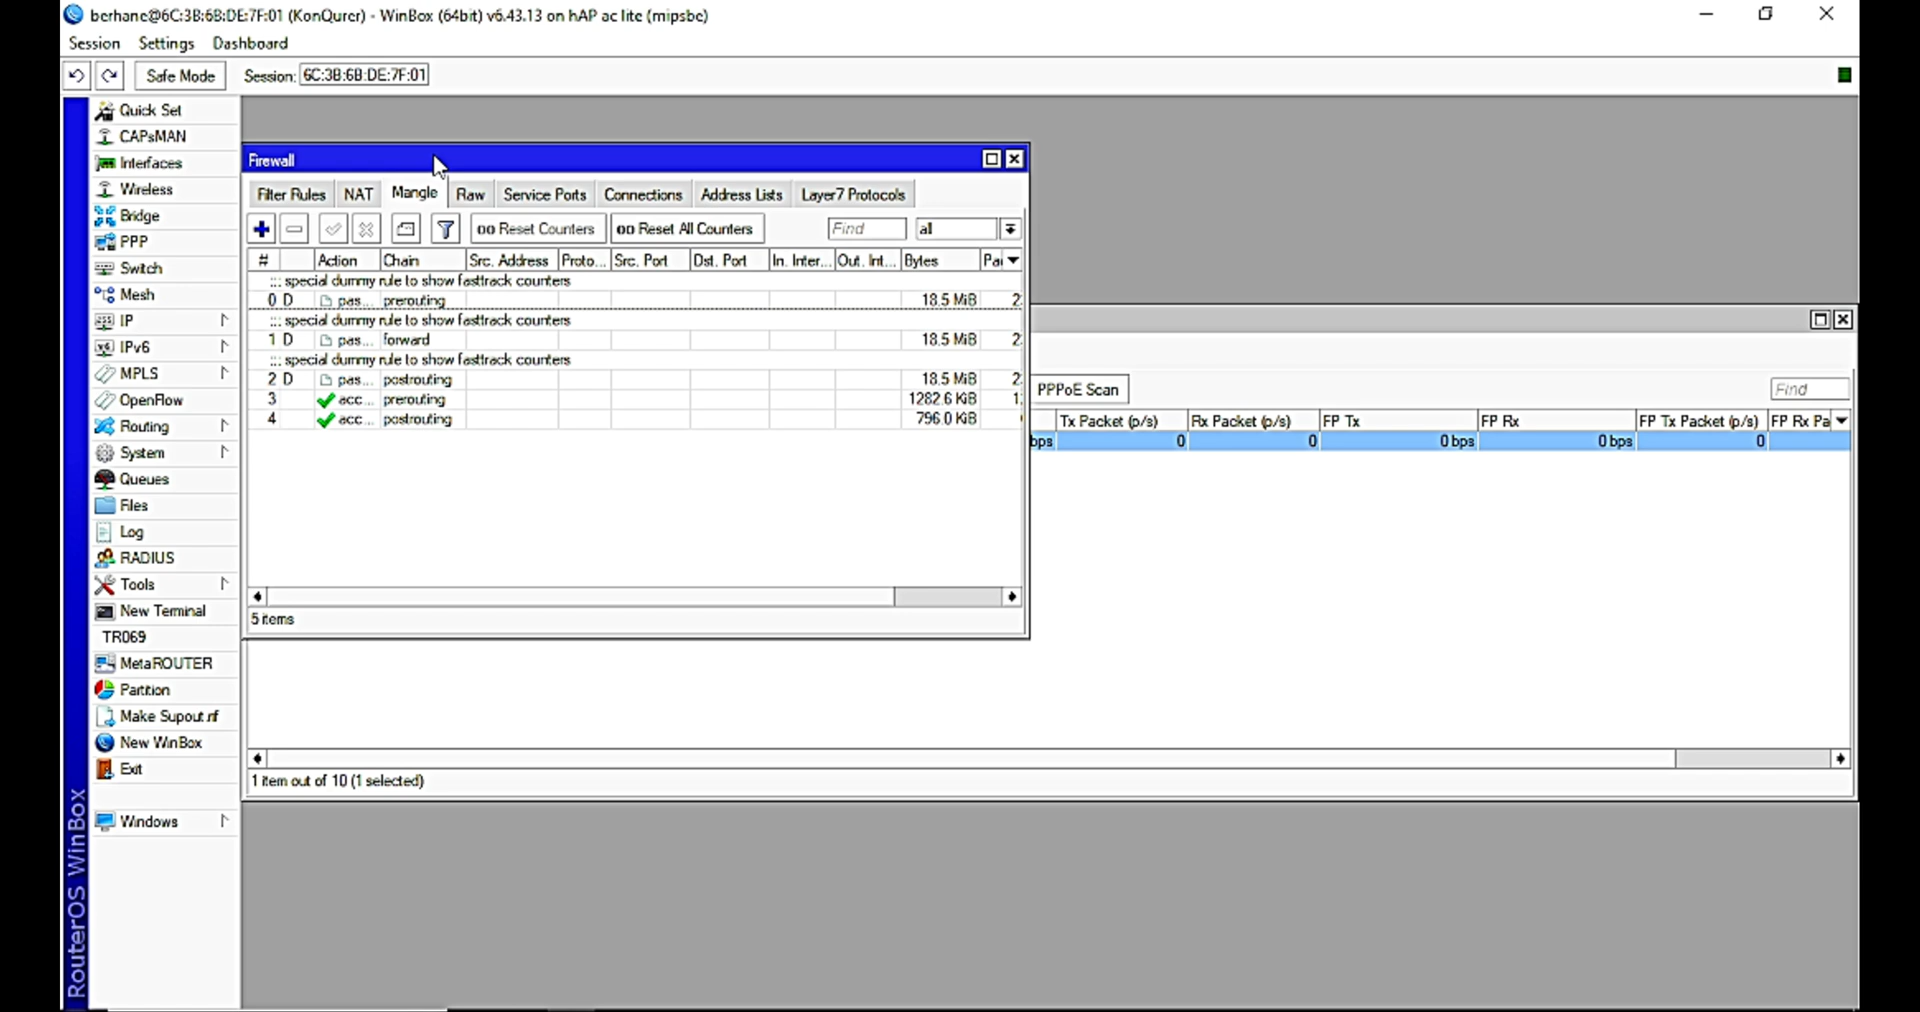 berhane@6C:3B:6B:DE:7F:01 (KonQurer) - WinBox (64bit) v6.43.13 on hAP ac lite (mipsbe)
Session Settings Dashboard
Safe Mode Session: 6C:3B:6B:DE:7F:01
Quick Set
CAPsMAN
Interfaces
Wireless
Bridge
PPP
Switch
Mesh
IP
IPv6
MPLS
OpenFlow
Routing
System
Queues
Files
Log
RADIUS
Tools
New Terminal
TR069
MetaROUTER
Partition
Make Supout.rif
New WinBox
Exit
Windows
RouterOS WinBox
Firewall
Filter Rules NAT Mangle Raw Service Ports Connections Address Lists Layer7 Protocols
00 Reset Counters 00 Reset All Counters Find all
# Action Chain Src. Address Proto... Src. Port Dst. Port In. Inter... Out. Int... Bytes Pa
::: special dummy rule to show fasttrack counters
0 D pas... prerouting 18.5 MiB 2
::: special dummy rule to show fasttrack counters
1 D pas... forward 18.5 MiB 2
::: special dummy rule to show fasttrack counters
2 D pas... postrouting 18.5 MiB 2
3 acc... prerouting 1282.6 KiB 1
4 acc... postrouting 796.0 KiB
5 items
PPPoE Scan Find
Tx Packet (p/s) Rx Packet (p/s) FP Tx FP Rx FP Tx Packet (p/s) FP Rx Pa
bps 0 0 0 bps 0 bps 0
1 item out of 10 (1 selected)